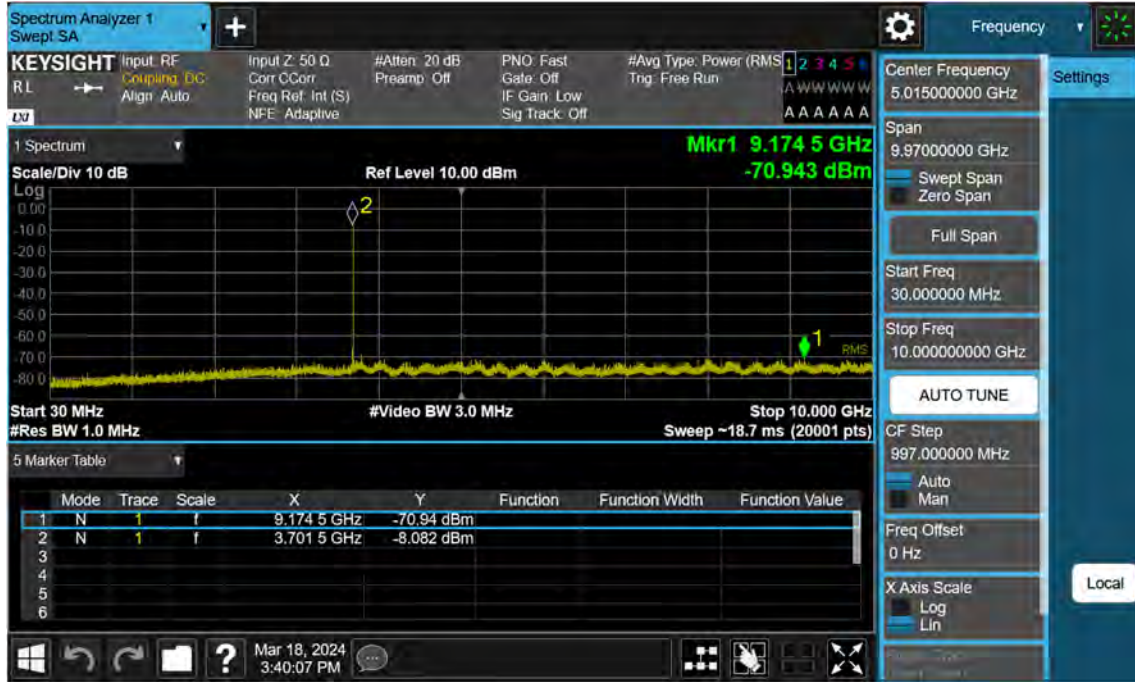 Spectrum Analyzer 1
Swept SA
+
Frequency
KEYSIGHT
RL
LXI
Input: RF
Coupling: DC
Align: Auto
Input Z: 50 Ω
Corr CCorr
Freq Ref: Int (S)
NFE: Adaptive
#Atten: 20 dB
Preamp: Off
PNO: Fast
Gate: Off
IF Gain: Low
Sig Track: Off
#Avg Type: Power (RMS
Trig: Free Run
1 2 3 4 5 6
A W W W W W
A A A A A A
Center Frequency
5.015000000 GHz
Settings
1 Spectrum
Mkr1 9.174 5 GHz
-70.943 dBm
Scale/Div 10 dB
Ref Level 10.00 dBm
Log
0.00
-10.0
-20.0
-30.0
-40.0
-50.0
-60.0
-70.0
-80.0
2
1
RMS
Start 30 MHz
#Video BW 3.0 MHz
Stop 10.000 GHz
#Res BW 1.0 MHz
Sweep ~18.7 ms (20001 pts)
Span
9.97000000 GHz
Swept Span
Zero Span
Full Span
Start Freq
30.000000 MHz
Stop Freq
10.000000000 GHz
AUTO TUNE
CF Step
997.000000 MHz
Auto
Man
Freq Offset
0 Hz
X Axis Scale
Log
Lin
Local
5 Marker Table
Mode Trace Scale X Y Function Function Width Function Value
1 N 1 f 9.174 5 GHz -70.94 dBm
2 N 1 f 3.701 5 GHz -8.082 dBm
3
4
5
6
?
Mar 18, 2024
3:40:07 PM